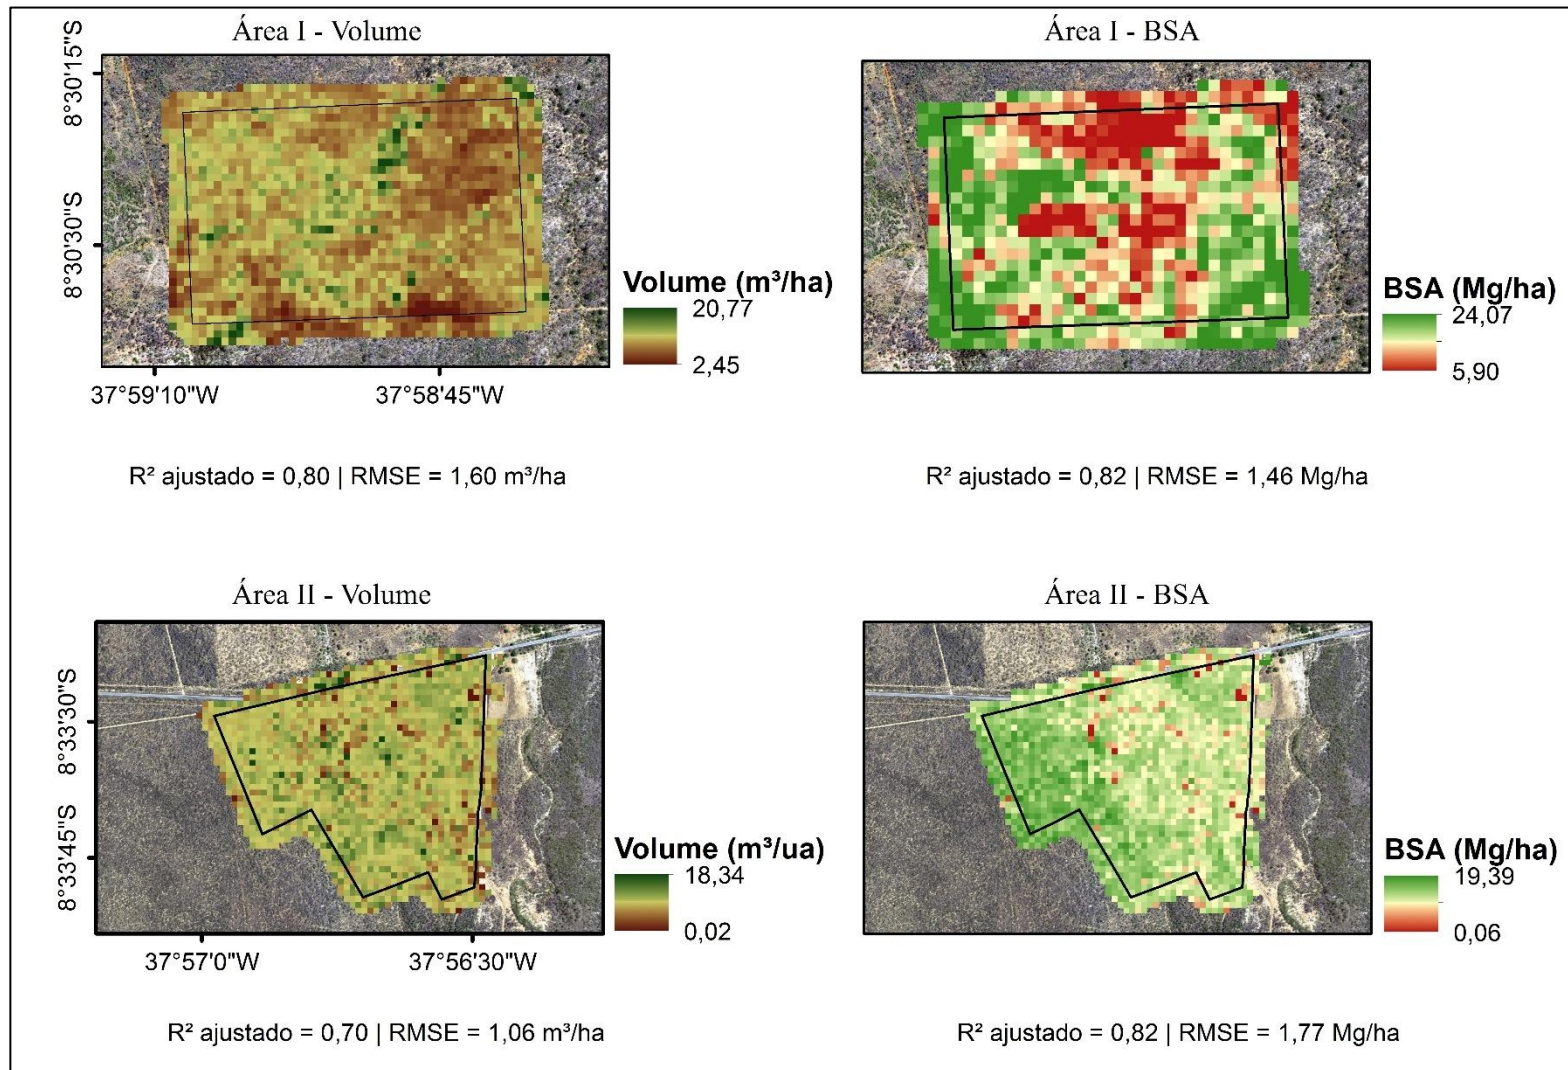 Área I - Volume
Área I - BSA
8°30'15"S
8°30'30"S
Volume (m³/ha)
20,77
2,45
BSA (Mg/ha)
24,07
5,90
37°59'10"W
37°58'45"W
R² ajustado = 0,80 | RMSE = 1,60 m³/ha
R² ajustado = 0,82 | RMSE = 1,46 Mg/ha
Área II - Volume
Área II - BSA
8°33'30"S
8°33'45"S
Volume (m³/ua)
18,34
0,02
BSA (Mg/ha)
19,39
0,06
37°57'0"W
37°56'30"W
R² ajustado = 0,70 | RMSE = 1,06 m³/ha
R² ajustado = 0,82 | RMSE = 1,77 Mg/ha